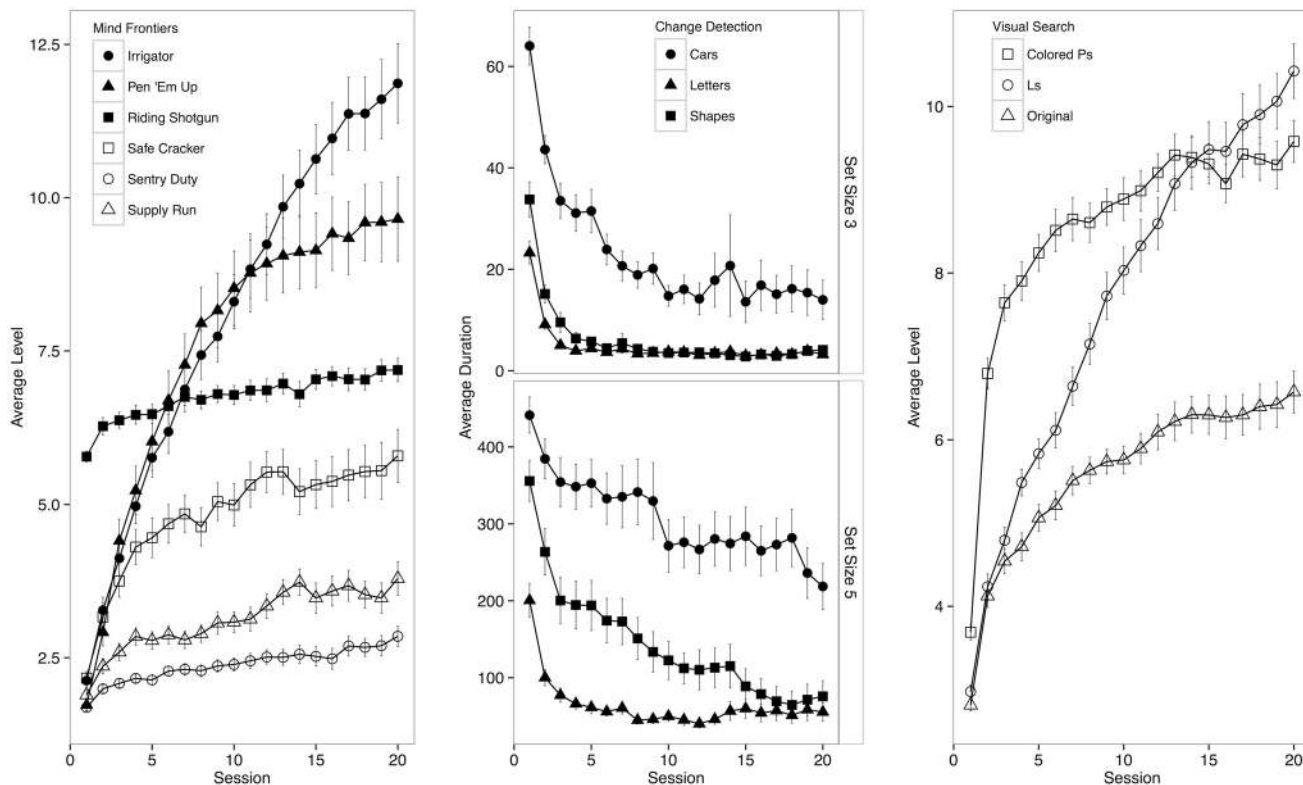 Mind Frontiers
Irrigator
Pen 'Em Up
Riding Shotgun
Safe Cracker
Sentry Duty
Supply Run
12.5
10.0
7.5
5.0
2.5
Average Level
0 5 10 15 20
Session
Change Detection
Cars
Letters
Shapes
60
40
20
0
Set Size 3
Average Duration
400
300
200
100
Set Size 5
0 5 10 15 20
Session
Visual Search
Colored Ps
Ls
Original
10
8
6
4
Average Level
0 5 10 15 20
Session